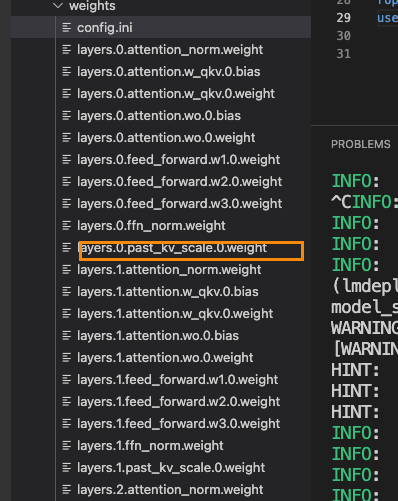 weights
config.ini
layers.0.attention_norm.weight
layers.0.attention.w_qkv.0.bias
layers.0.attention.w_qkv.0.weight
layers.0.attention.wo.0.bias
layers.0.attention.wo.0.weight
layers.0.feed_forward.w1.0.weight
layers.0.feed_forward.w2.0.weight
layers.0.feed_forward.w3.0.weight
layers.0.ffn_norm.weight
layers.0.past_kv_scale.0.weight
layers.1.attention_norm.weight
layers.1.attention.w_qkv.0.bias
layers.1.attention.w_qkv.0.weight
layers.1.attention.wo.0.bias
layers.1.attention.wo.0.weight
layers.1.feed_forward.w1.0.weight
layers.1.feed_forward.w2.0.weight
layers.1.feed_forward.w3.0.weight
layers.1.ffn_norm.weight
layers.1.past_kv_scale.0.weight
layers.2.attention_norm.weight
29 use
30
31
PROBLEMS
INFO:
^CINFO:
INFO:
INFO:
INFO:
(lmdepl
model_s
WARNING
[WARNIN
HINT:
HINT:
HINT:
INFO:
INFO:
INFO:
INFO: